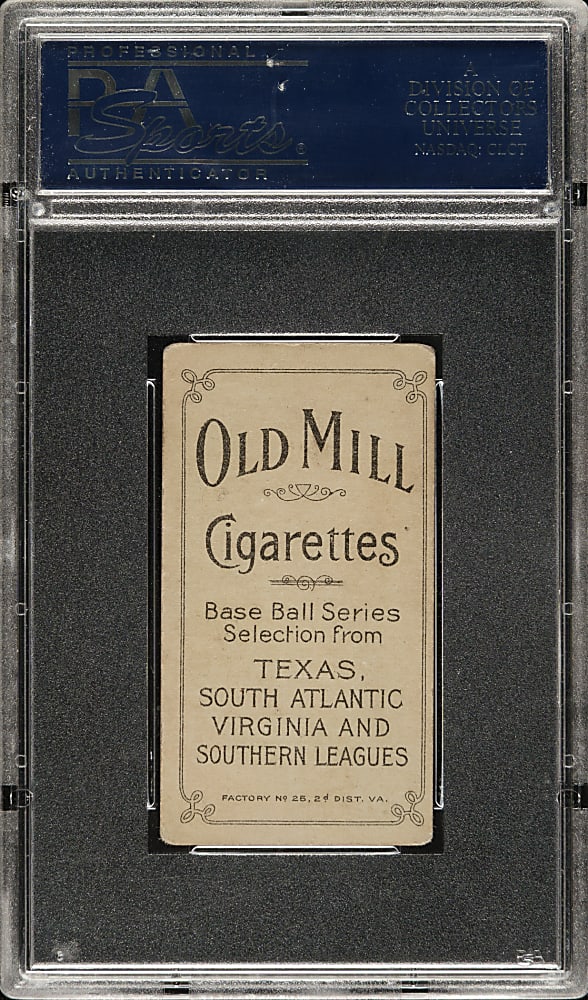 PROFESSIONAL
PSA
Sports®
AUTHENTICATOR
A
DIVISION OF
COLLECTORS
UNIVERSE
NASDAQ: CLCT
OLD MILL
Cigarettes
Base Ball Series
Selection from
TEXAS,
SOUTH ATLANTIC
VIRGINIA AND
SOUTHERN LEAGUES
FACTORY Nº 25, 2d DIST. VA.
PSA